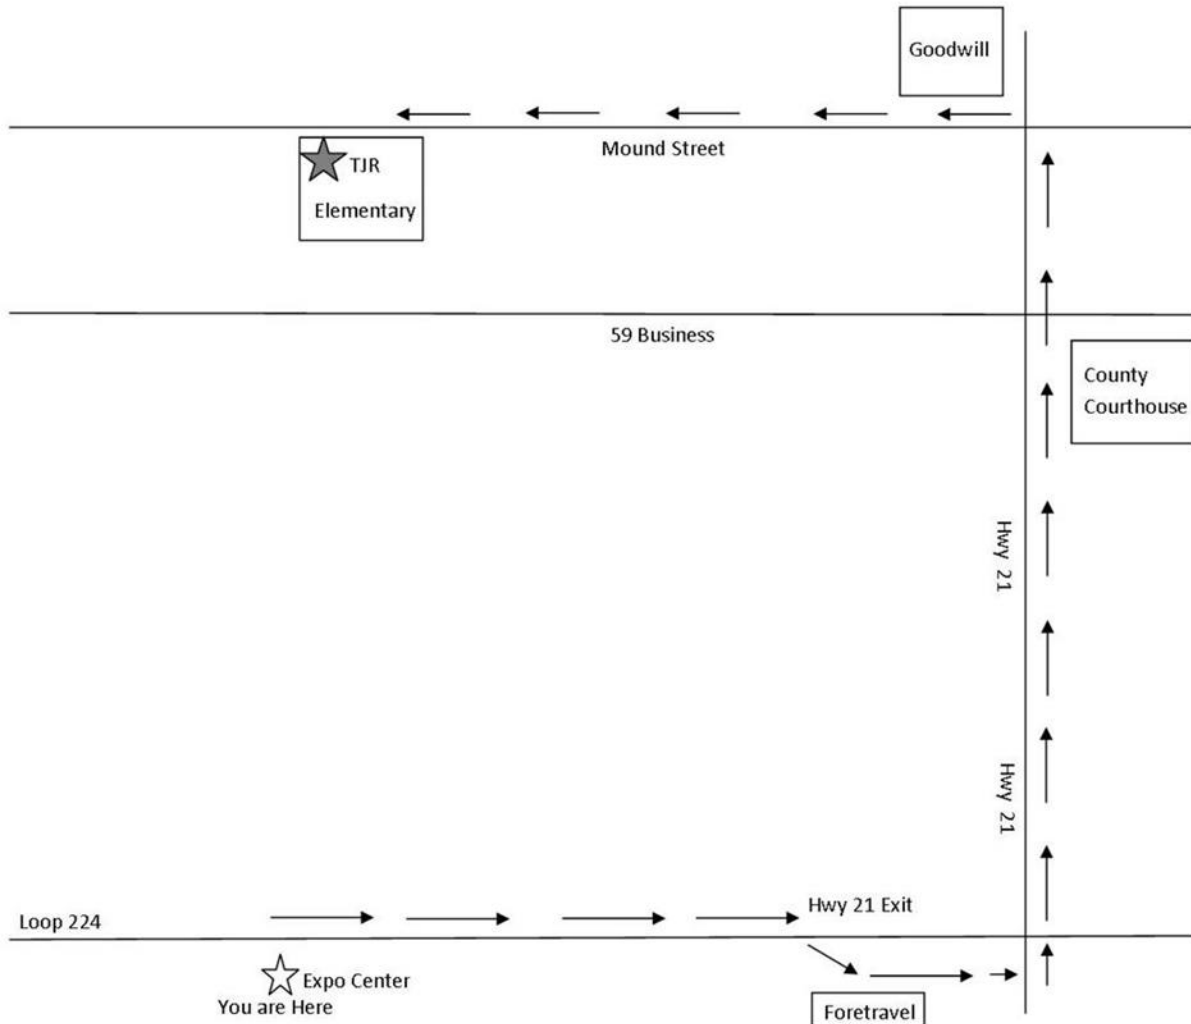 Goodwill
Mound Street
TJR
Elementary
59 Business
County
Courthouse
Hwy 21
Hwy 21
Hwy 21 Exit
Loop 224
Expo Center
You are Here
Foretravel